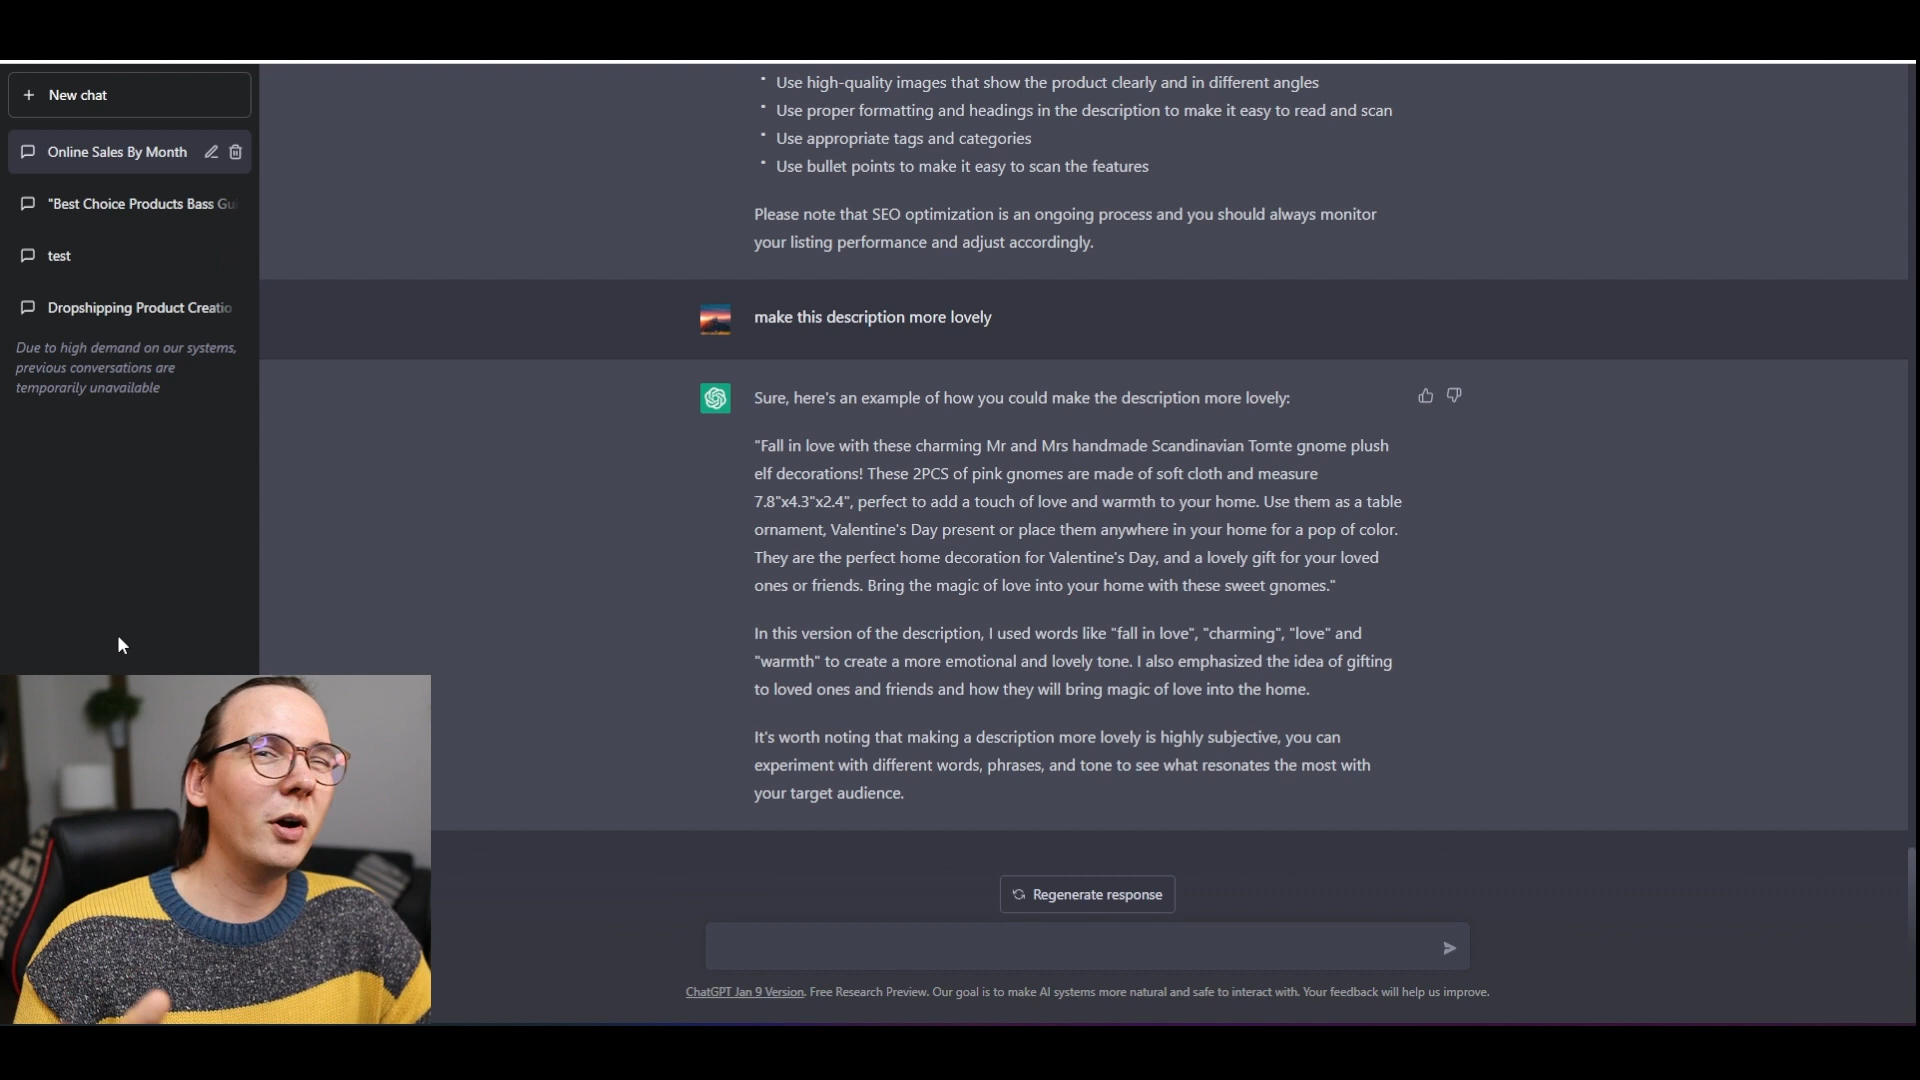 New chat
Online Sales By Month
"Best Choice Products Bass Gu
test
Dropshipping Product Creatio
Due to high demand on our systems,
previous conversations are
temporarily unavailable
Use high-quality images that show the product clearly and in different angles
Use proper formatting and headings in the description to make it easy to read and scan
Use appropriate tags and categories
Use bullet points to make it easy to scan the features
Please note that SEO optimization is an ongoing process and you should always monitor
your listing performance and adjust accordingly.
make this description more lovely
Sure, here's an example of how you could make the description more lovely:
"Fall in love with these charming Mr and Mrs handmade Scandinavian Tomte gnome plush
elf decorations! These 2PCS of pink gnomes are made of soft cloth and measure
7.8"x4.3"x2.4", perfect to add a touch of love and warmth to your home. Use them as a table
ornament, Valentine's Day present or place them anywhere in your home for a pop of color.
They are the perfect home decoration for Valentine's Day, and a lovely gift for your loved
ones or friends. Bring the magic of love into your home with these sweet gnomes."
In this version of the description, I used words like "fall in love", "charming", "love" and
"warmth" to create a more emotional and lovely tone. I also emphasized the idea of gifting
to loved ones and friends and how they will bring magic of love into the home.
It's worth noting that making a description more lovely is highly subjective, you can
experiment with different words, phrases, and tone to see what resonates the most with
your target audience.
Regenerate response
ChatGPT Jan 9 Version. Free Research Preview. Our goal is to make AI systems more natural and safe to interact with. Your feedback will help us improve.